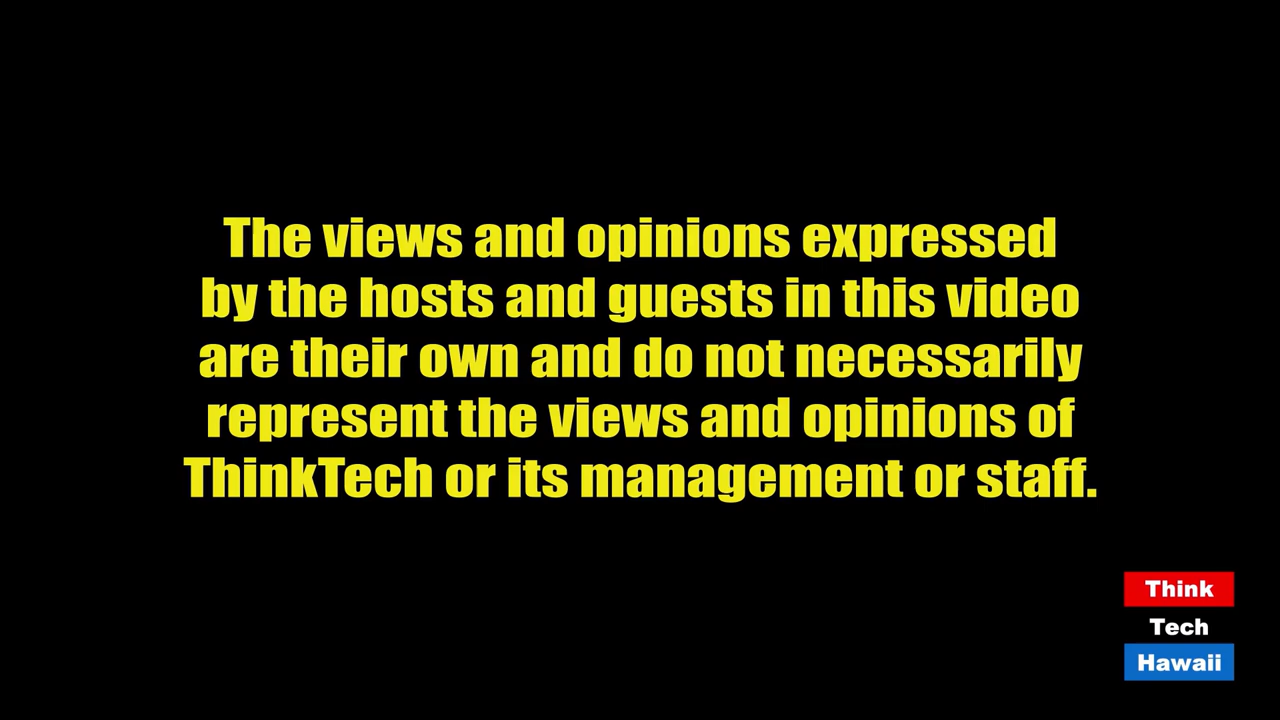 The views and opinions expressed
by the hosts and guests in this video
are their own and do not necessarily
represent the views and opinions of
ThinkTech or its management or staff.
Think
Tech
Hawaii